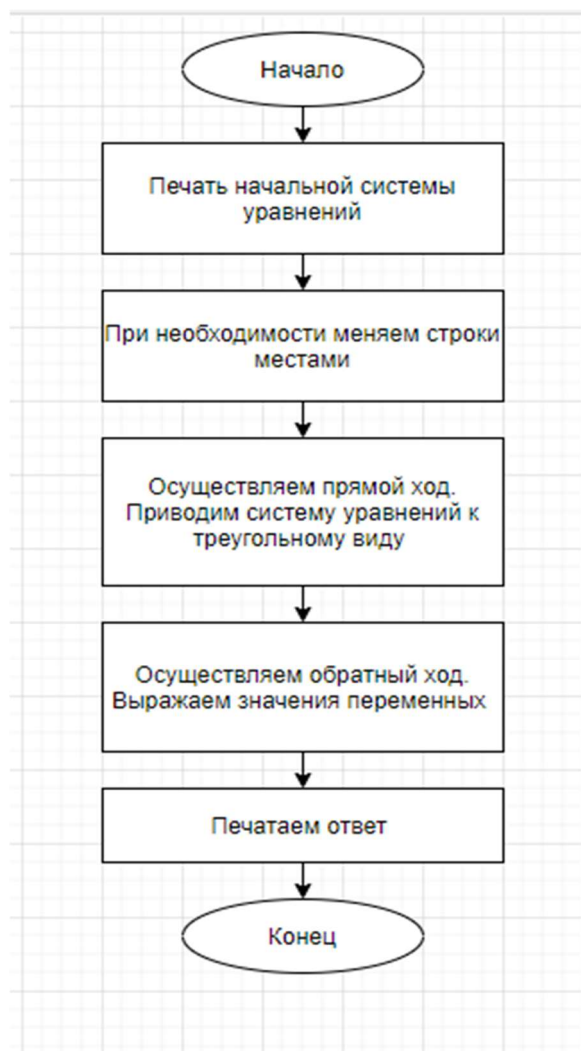 Начало
Печать начальной системы
уравнений
При необходимости меняем строки
местами
Осуществляем прямой ход.
Приводим систему уравнений к
треугольному виду
Осуществляем обратный ход.
Выражаем значения переменных
Печатаем ответ
Конец